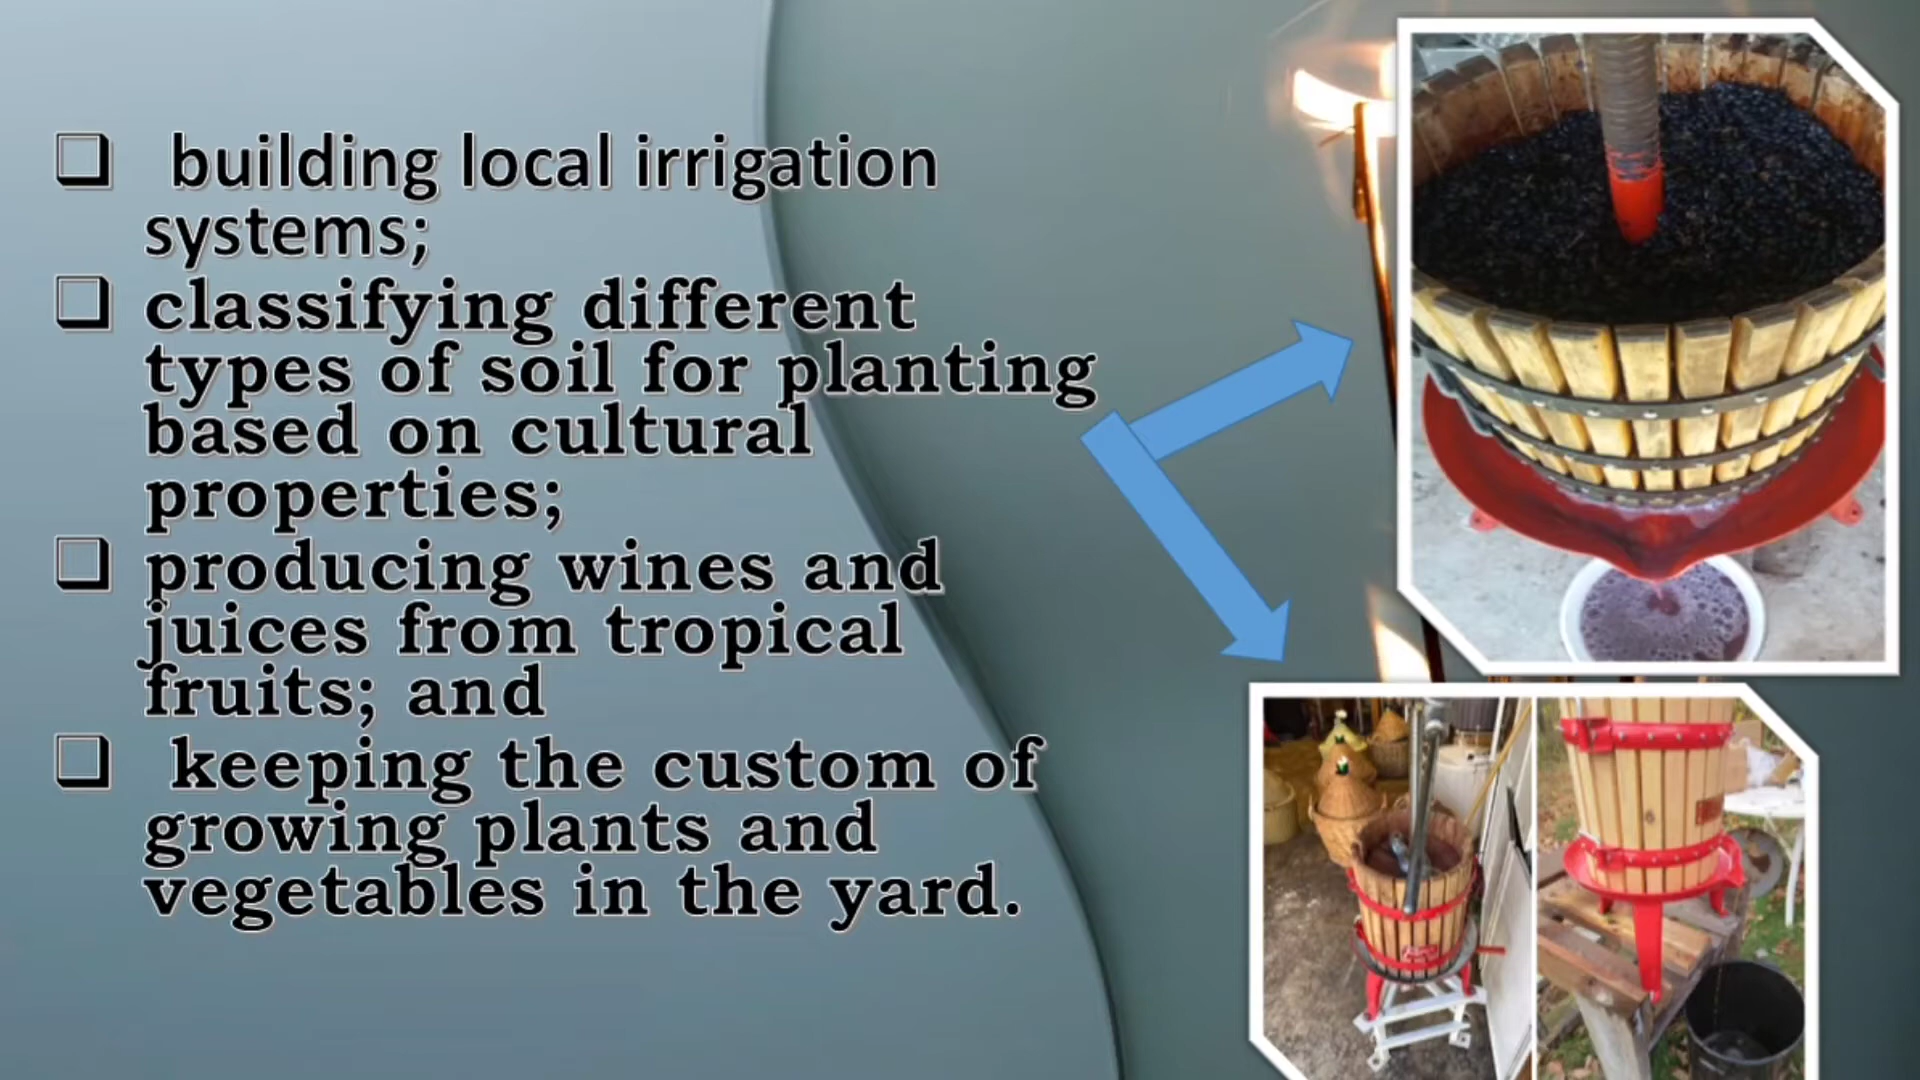 ❑ building local irrigation
systems;
❑ classifying different
types of soil for planting
based on cultural
properties;
❑ producing wines and
juices from tropical
fruits; and
❑ keeping the custom of
growing plants and
vegetables in the yard.